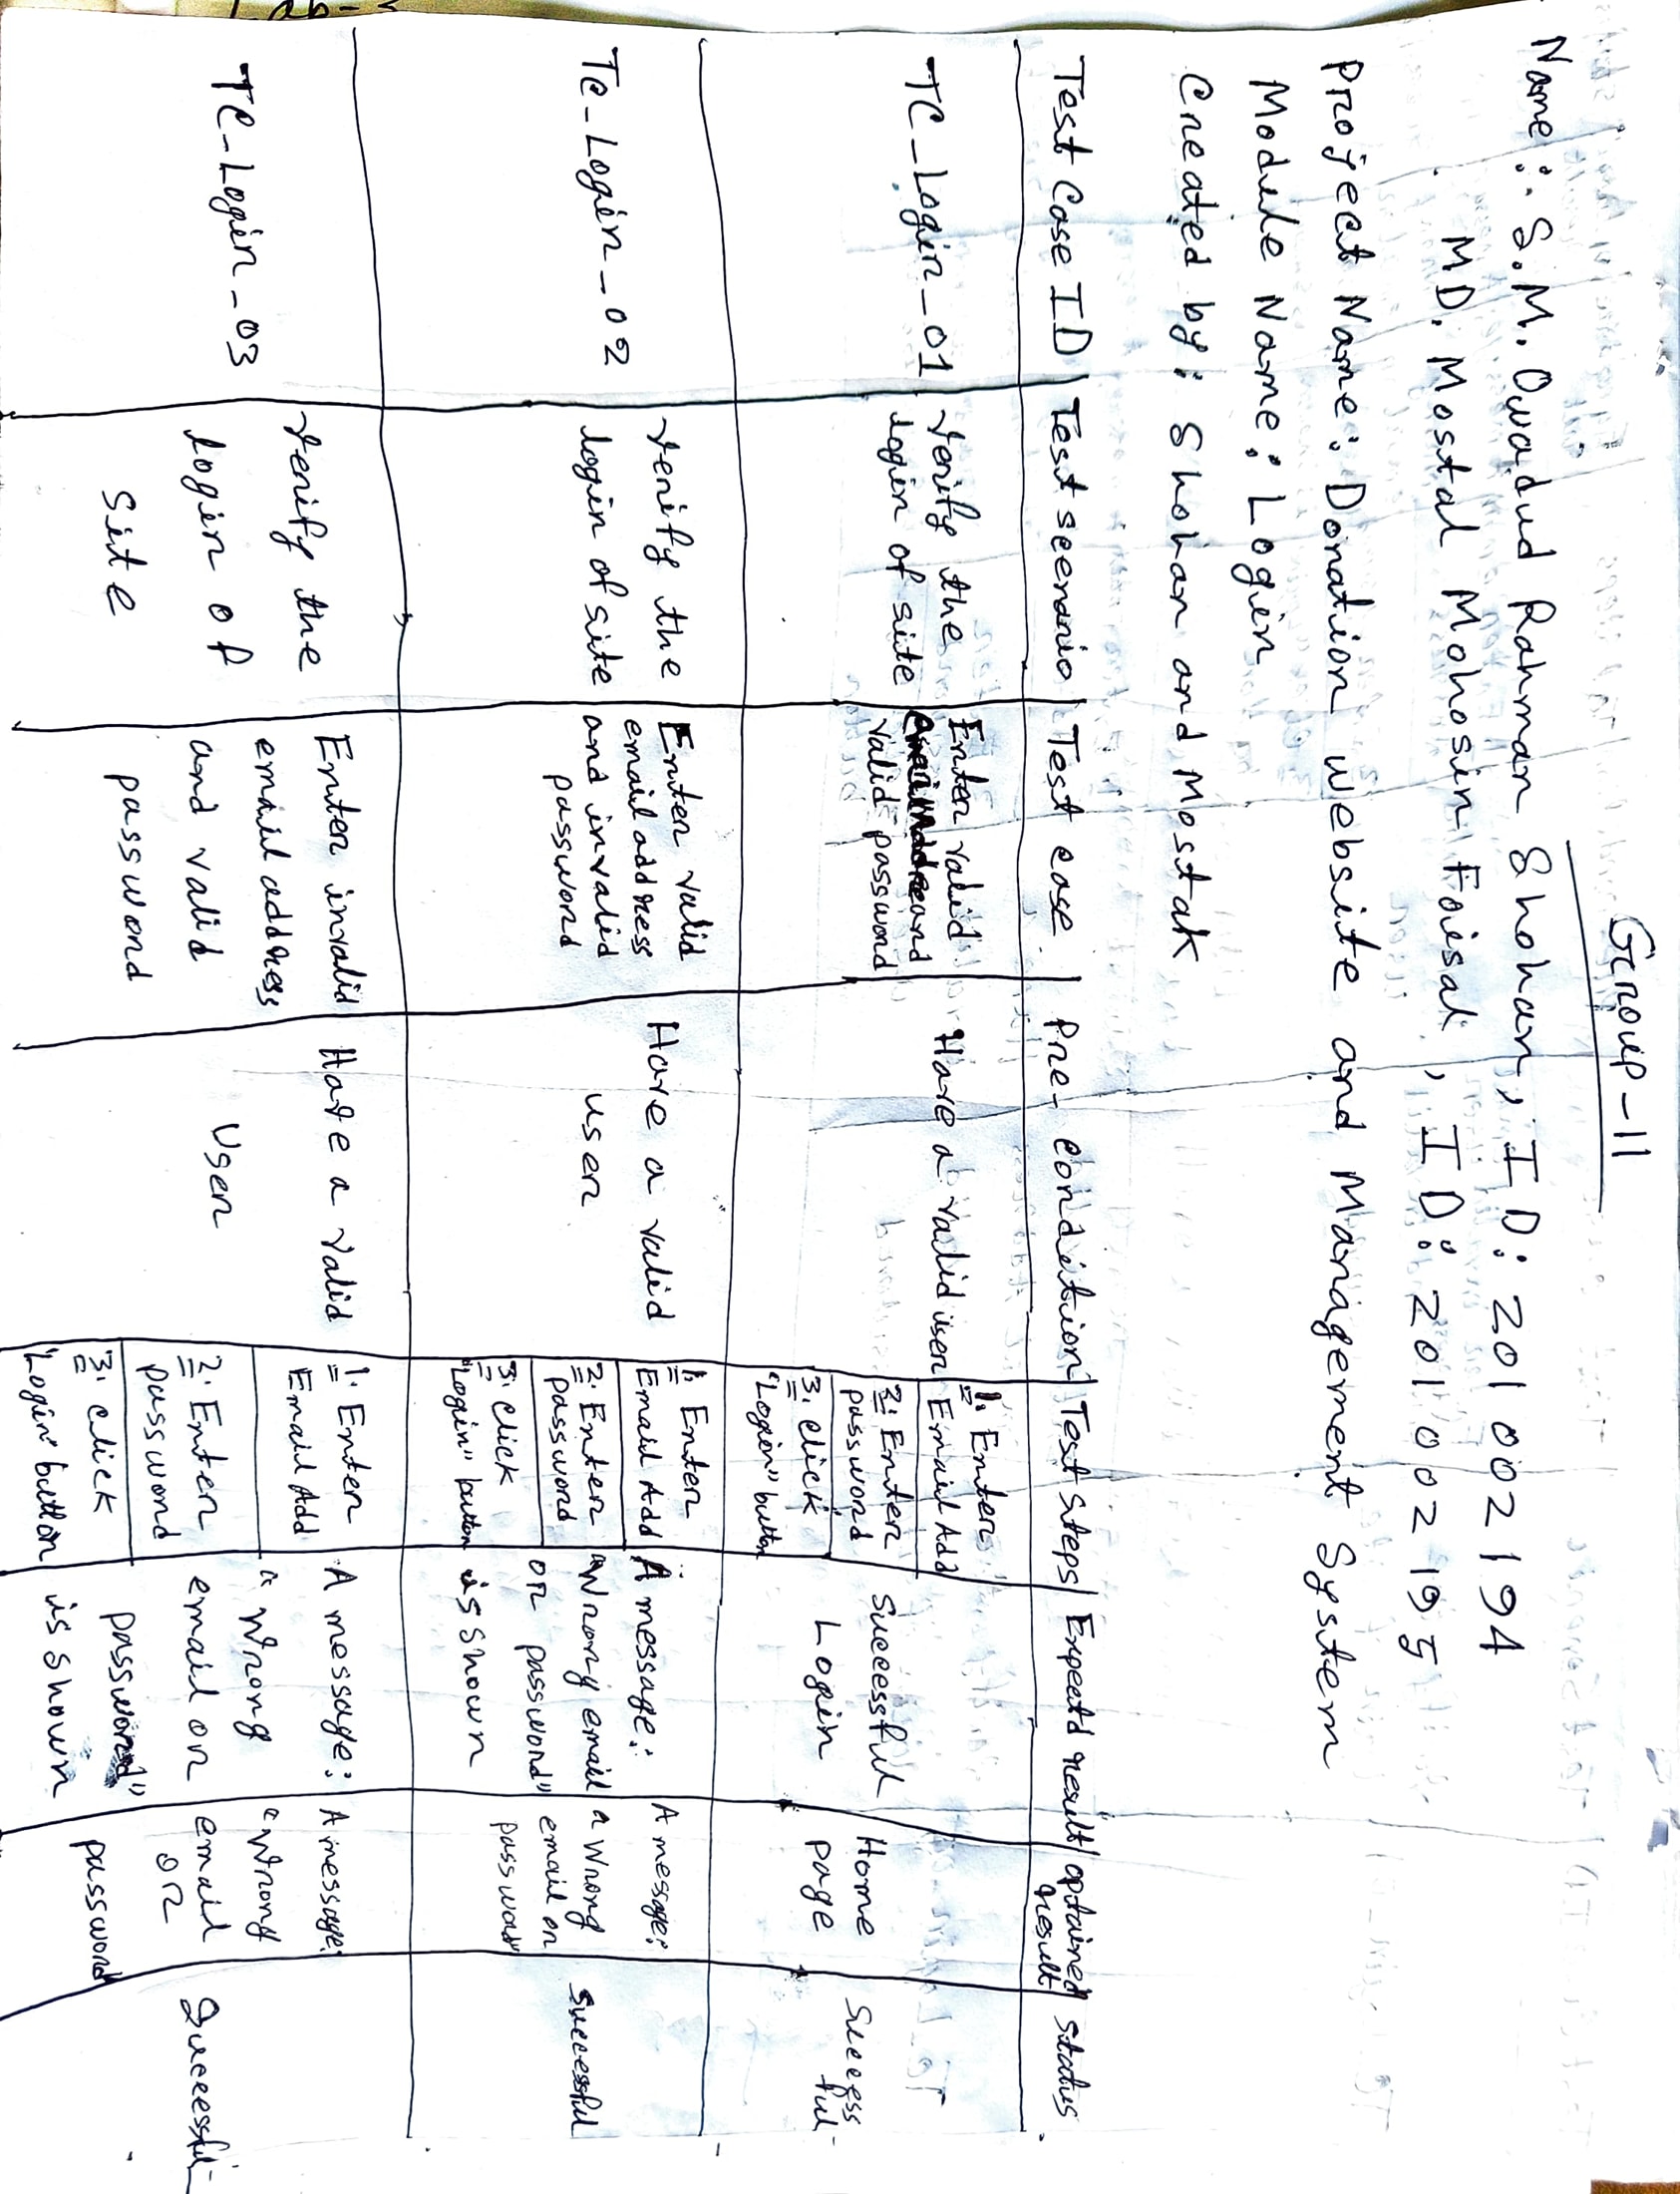 Group-11
Name: S.M. Owadud Rahman Shohan, ID: 201002194
MD. Mostak Mohosin Faisal, ID: 201002195
Project Name: Donation website and Management System
Module Name: Login
Created by: Shohan and Mostak
Test Case ID | Test scenario | Test case | Pre-condition | Test Steps | Expeatd result | optained result | status
TC_Login_01
Verify the
login of site
Enter valid
and
valid password
Have a valid user
1. Enter
Email Add
2. Enter
password
3. Click
"Login" button
Successful
Login
Home
page
Success
ful
TC_Login_02
Verify the
login of site
Enter valid
email address
and invalid
password
Have a valid
user
1. Enter
Email Add
2. Enter
password
3. Click
"Login" button
A message:
"Wrong email
or password"
is shown
A message:
"Wrong
email or
password"
Successful
TC_Login_03
Verify the
login of
site
Enter invalid
email address
and valid
password
Have a valid
User
1. Enter
Email Add
2. Enter
password
3. Click
"Login" button
A message:
"Wrong
email or
password"
is shown
A message:
"Wrong
email
or
password
Successful